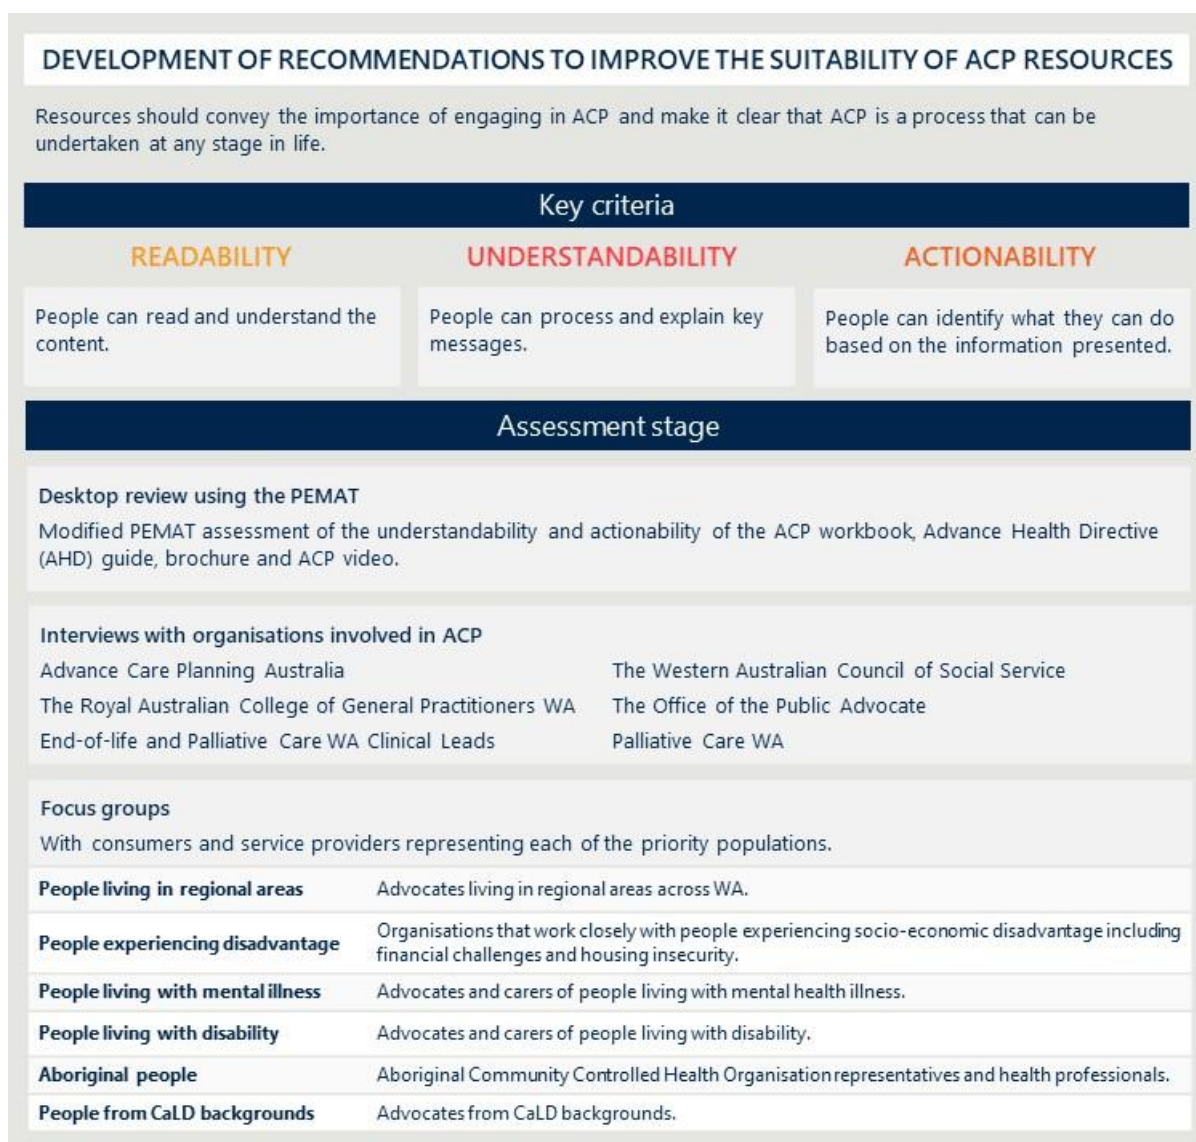 DEVELOPMENT OF RECOMMENDATIONS TO IMPROVE THE SUITABILITY OF ACP RESOURCES
Resources should convey the importance of engaging in ACP and make it clear that ACP is a process that can be
undertaken at any stage in life.
Key criteria
READABILITY
People can read and understand the
content.
UNDERSTANDABILITY
People can process and explain key
messages.
ACTIONABILITY
People can identify what they can do
based on the information presented.
Assessment stage
Desktop review using the PEMAT
Modified PEMAT assessment of the understandability and actionability of the ACP workbook, Advance Health Directive
(AHD) guide, brochure and ACP video.
Interviews with organisations involved in ACP
Advance Care Planning Australia
The Royal Australian College of General Practitioners WA
End-of-life and Palliative Care WA Clinical Leads
The Western Australian Council of Social Service
The Office of the Public Advocate
Palliative Care WA
Focus groups
With consumers and service providers representing each of the priority populations.
People living in regional areas
Advocates living in regional areas across WA.
People experiencing disadvantage
Organisations that work closely with people experiencing socio-economic disadvantage including
financial challenges and housing insecurity.
People living with mental illness
Advocates and carers of people living with mental health illness.
People living with disability
Advocates and carers of people living with disability.
Aboriginal people
Aboriginal Community Controlled Health Organisation representatives and health professionals.
People from CaLD backgrounds
Advocates from CaLD backgrounds.